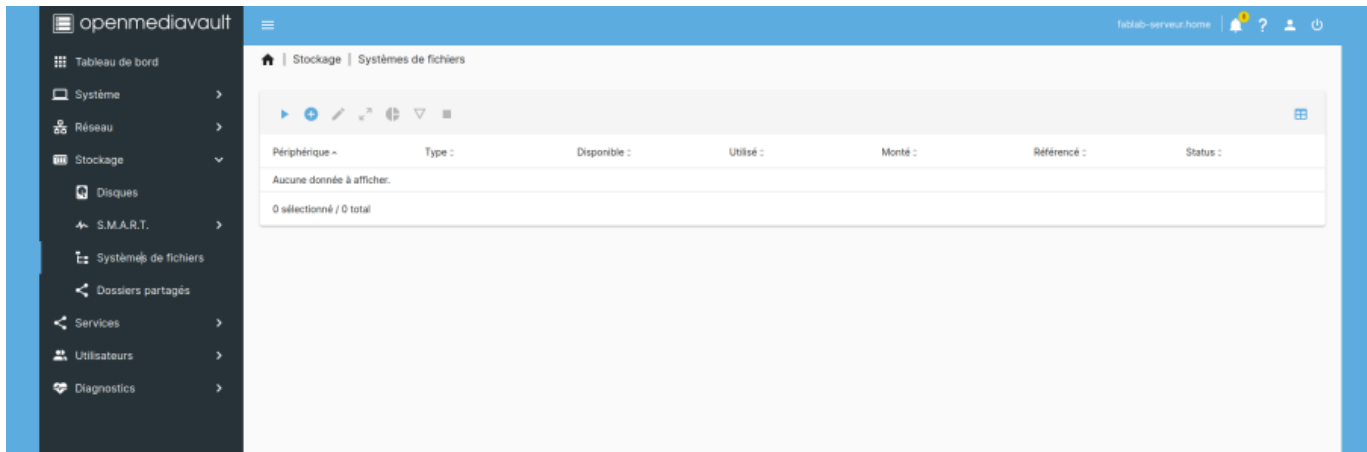 openmediavault
fablab-serveur.home
Tableau de bord
Stockage | Systèmes de fichiers
Système
Réseau
Périphérique Type Disponible Utilisé Monté Référencé Status
Stockage
Aucune donnée à afficher.
Disques
0 sélectionné / 0 total
S.M.A.R.T.
Systèmes de fichiers
Dossiers partagés
Services
Utilisateurs
Diagnostics